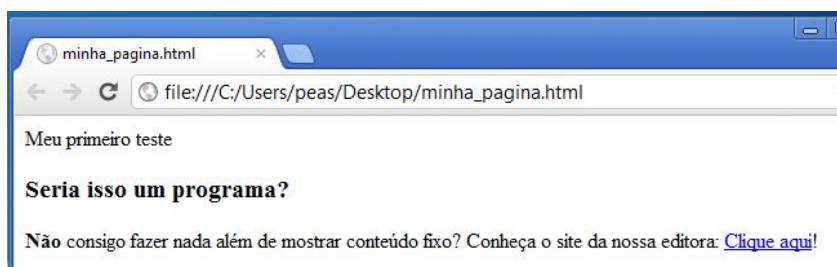 minha_pagina.html
file:///C:/Users/peas/Desktop/minha_pagina.html
Meu primeiro teste
Seria isso um programa?
Não consigo fazer nada além de mostrar conteúdo fixo? Conheça o site da nossa editora: Clique aqui!